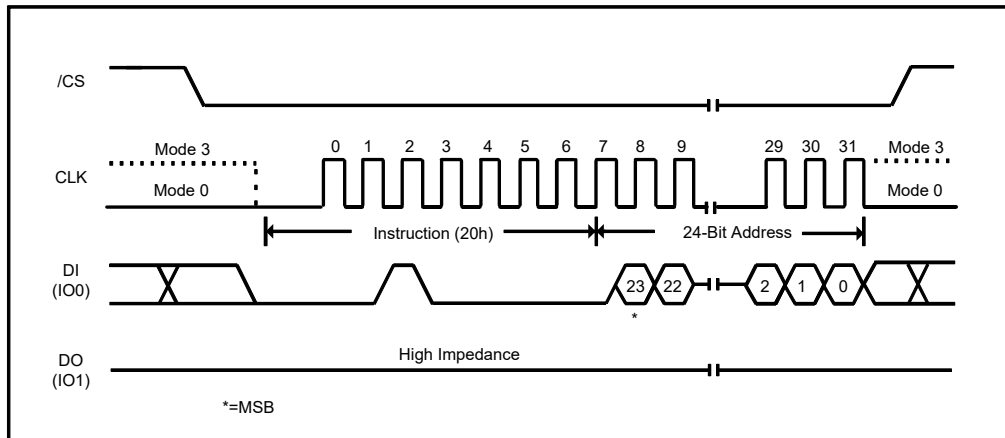 /CS
Mode 3
0 1 2 3 4 5 6 7 8 9 29 30 31
Mode 3
CLK
Mode 0
Mode 0
Instruction (20h)
24-Bit Address
DI
(IO0)
23 22 2 1 0
*
High Impedance
DO
(IO1)
*=MSB